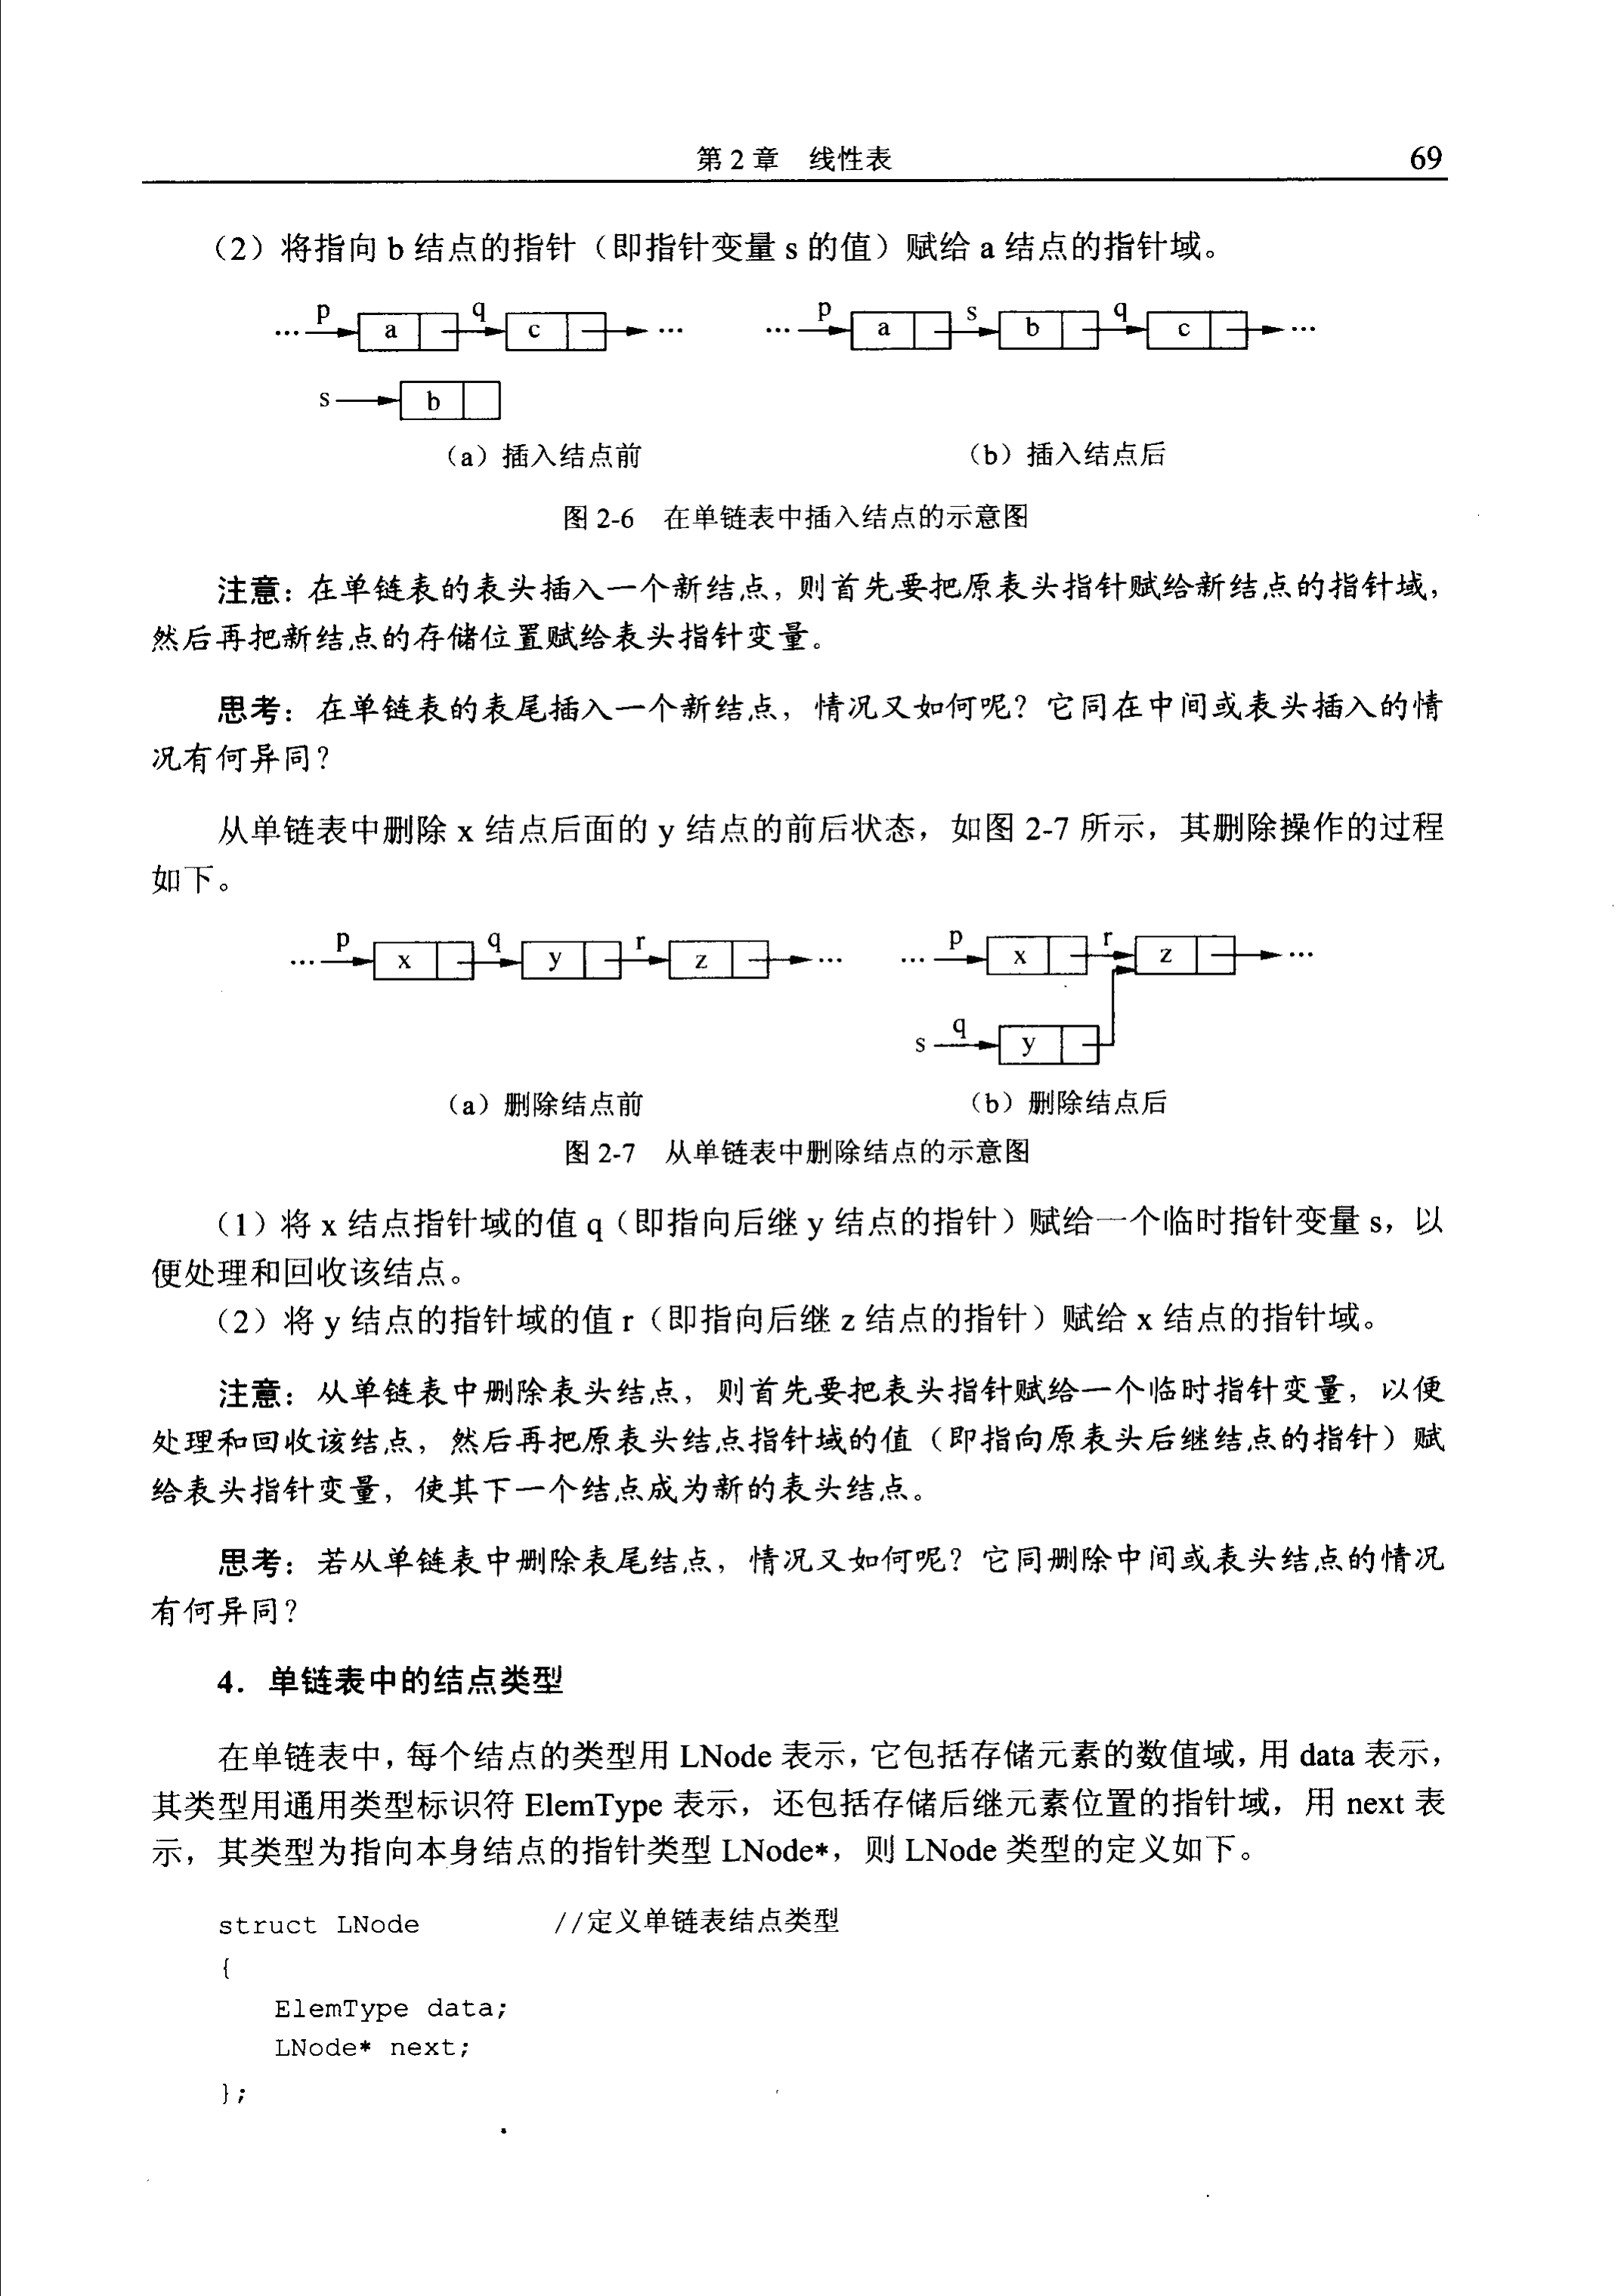 第 2 章　线性表　69
（2）将指向 b 结点的指针（即指针变量 s 的值）赋给 a 结点的指针域。
… p a q c …　… p a s b q c …
s b
（a）插入结点前　（b）插入结点后
图 2-6　在单链表中插入结点的示意图
注意：在单链表的表头插入一个新结点，则首先要把原表头指针赋给新结点的指针域，
然后再把新结点的存储位置赋给表头指针变量。
思考：在单链表的表尾插入一个新结点，情况又如何呢？它同在中间或表头插入的情
况有何异同？
从单链表中删除 x 结点后面的 y 结点的前后状态，如图 2-7 所示，其删除操作的过程
如下。
… p x q y r z …　… p x r z …
s q y
（a）删除结点前　（b）删除结点后
图 2-7　从单链表中删除结点的示意图
（1）将 x 结点指针域的值 q（即指向后继 y 结点的指针）赋给一个临时指针变量 s，以
便处理和回收该结点。
（2）将 y 结点的指针域的值 r（即指向后继 z 结点的指针）赋给 x 结点的指针域。
注意：从单链表中删除表头结点，则首先要把表头指针赋给一个临时指针变量，以便
处理和回收该结点，然后再把原表头结点指针域的值（即指向原表头后继结点的指针）赋
给表头指针变量，使其下一个结点成为新的表头结点。
思考：若从单链表中删除表尾结点，情况又如何呢？它同删除中间或表头结点的情况
有何异同？
4．单链表中的结点类型
在单链表中，每个结点的类型用 LNode 表示，它包括存储元素的数值域，用 data 表示，
其类型用通用类型标识符 ElemType 表示，还包括存储后继元素位置的指针域，用 next 表
示，其类型为指向本身结点的指针类型 LNode*，则 LNode 类型的定义如下。
struct LNode　//定义单链表结点类型
{
ElemType data;
LNode* next;
};